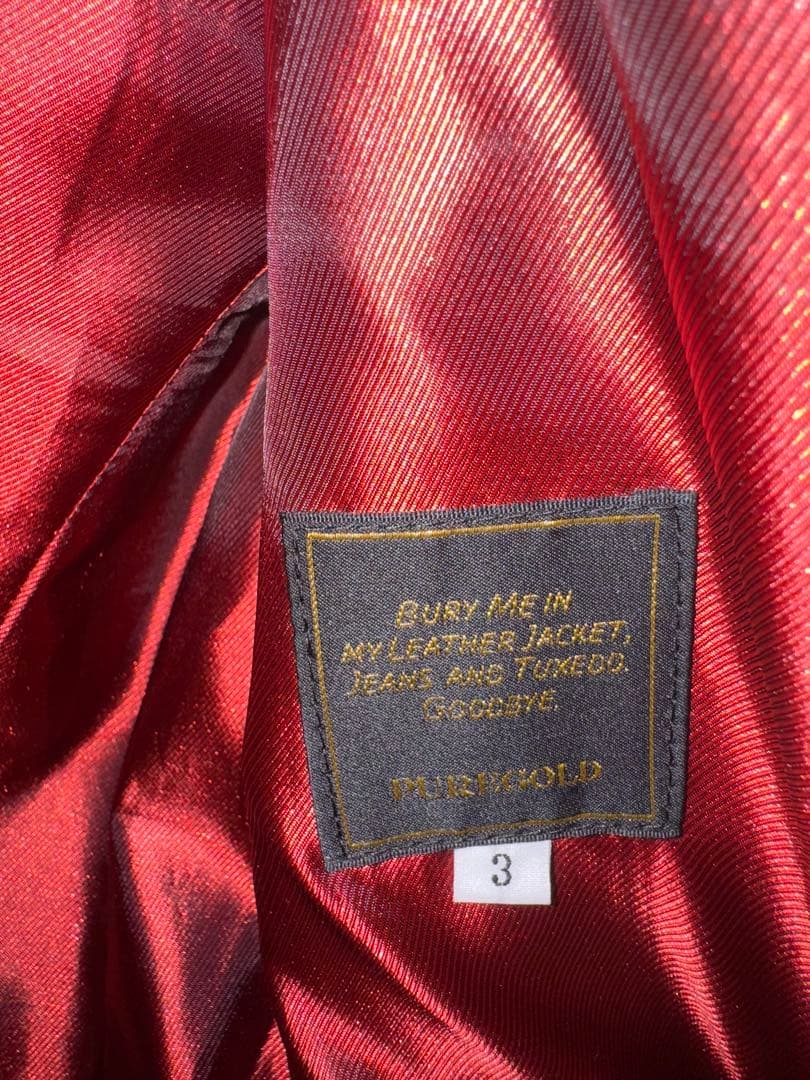 BURY ME IN
MY LEATHER JACKET,
JEANS AND TUXEDO.
GOODBYE.
PUREGOLD
3